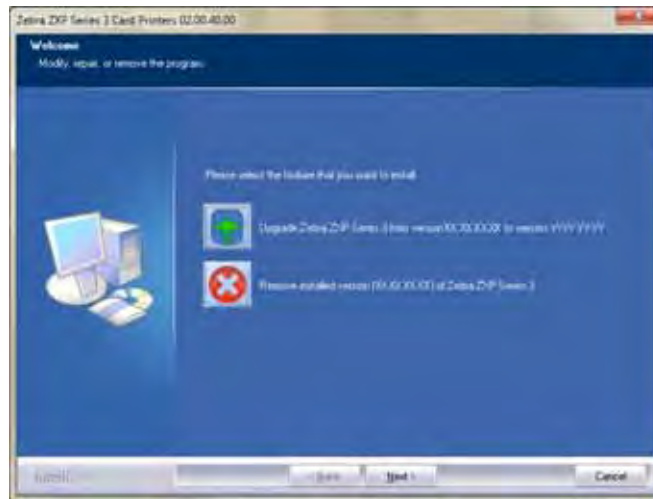 Zebra ZXP Series 3 Card Printers 02.00.40.00
Welcome
Modify, repair, or remove the program.
Please select the feature that you want to install.
Upgrade Zebra ZXP Series 3 from version XX.XX.XX.XX to version YY.YY.YY.YY
Remove installed version (XX.XX.XX.XX) of Zebra ZXP Series 3
< Back
Next >
Cancel